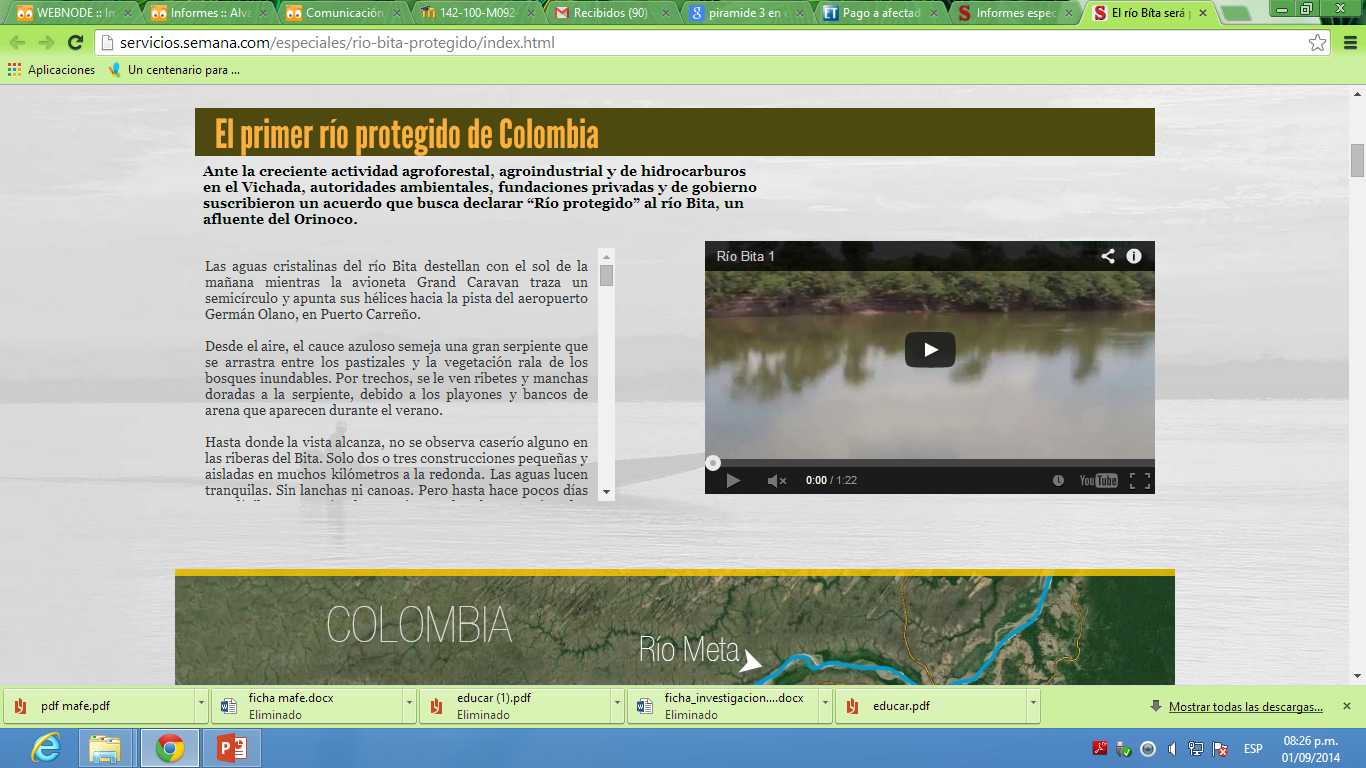 WEBNODE :: In
Informes :: Alva
Comunicación
142-100-M092-
Recibidos (90) -
piramide 3 en c
Pago a afectad
Informes espec
El río Bita será p
servicios.semana.com/especiales/rio-bita-protegido/index.html
Aplicaciones
Un centenario para ...
El primer río protegido de Colombia
Ante la creciente actividad agroforestal, agroindustrial y de hidrocarburos
en el Vichada, autoridades ambientales, fundaciones privadas y de gobierno
suscribieron un acuerdo que busca declarar “Río protegido” al río Bita, un
afluente del Orinoco.
Las aguas cristalinas del río Bita destellan con el sol de la
mañana mientras la avioneta Grand Caravan traza un
semicírculo y apunta sus hélices hacia la pista del aeropuerto
Germán Olano, en Puerto Carreño.
Desde el aire, el cauce azuloso semeja una gran serpiente que
se arrastra entre los pastizales y la vegetación rala de los
bosques inundables. Por trechos, se le ven ribetes y manchas
doradas a la serpiente, debido a los playones y bancos de
arena que aparecen durante el verano.
Hasta donde la vista alcanza, no se observa caserío alguno en
las riberas del Bita. Solo dos o tres construcciones pequeñas y
aisladas en muchos kilómetros a la redonda. Las aguas lucen
tranquilas. Sin lanchas ni canoas. Pero hasta hace pocos días
Río Bita 1
0:00 / 1:22
YouTube
COLOMBIA
Río Meta
pdf mafe.pdf
ficha mafe.docx
Eliminado
educar (1).pdf
Eliminado
ficha_investigacion....docx
Eliminado
educar.pdf
Mostrar todas las descargas...
ESP
08:26 p.m.
01/09/2014